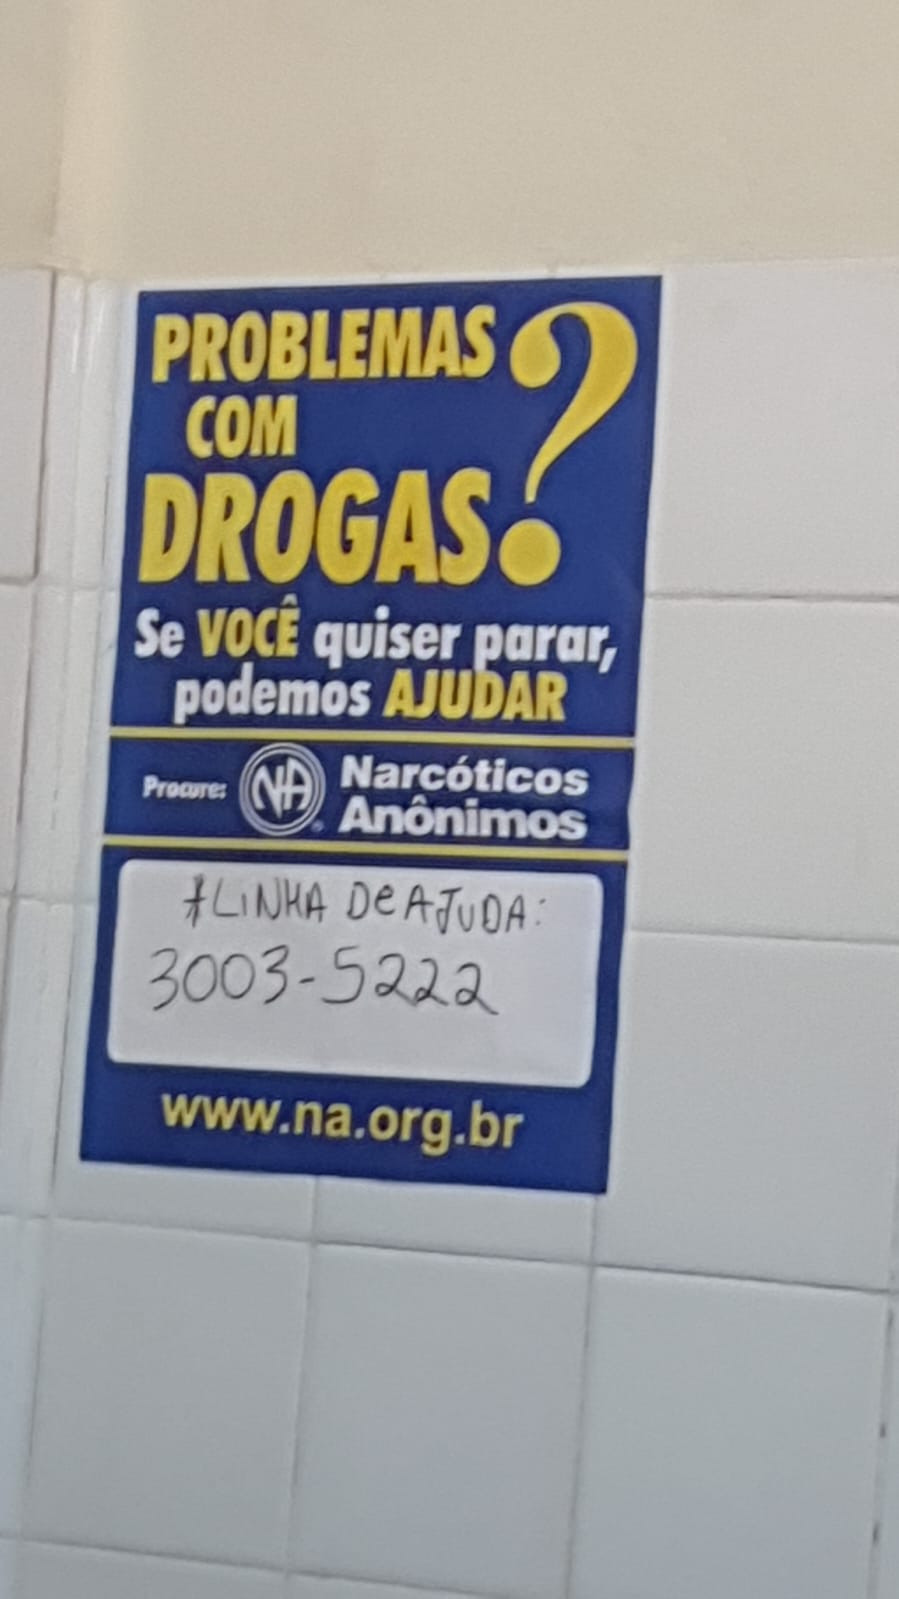 PROBLEMAS
COM
DROGAS?
Se VOCÊ quiser parar,
podemos AJUDAR
Procure: NA Narcóticos
Anônimos
*LINHA DE AJUDA:
3003-5222
www.na.org.br